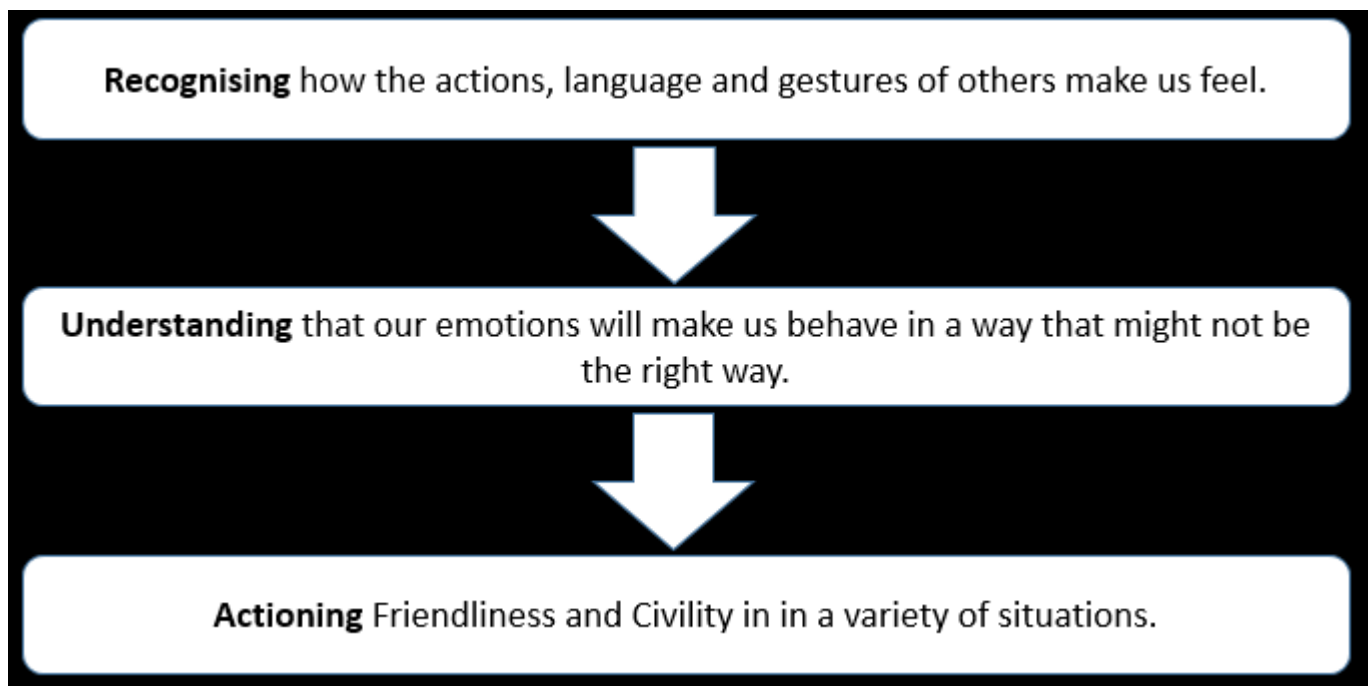 Recognising how the actions, language and gestures of others make us feel.
Understanding that our emotions will make us behave in a way that might not be
the right way.
Actioning Friendliness and Civility in in a variety of situations.